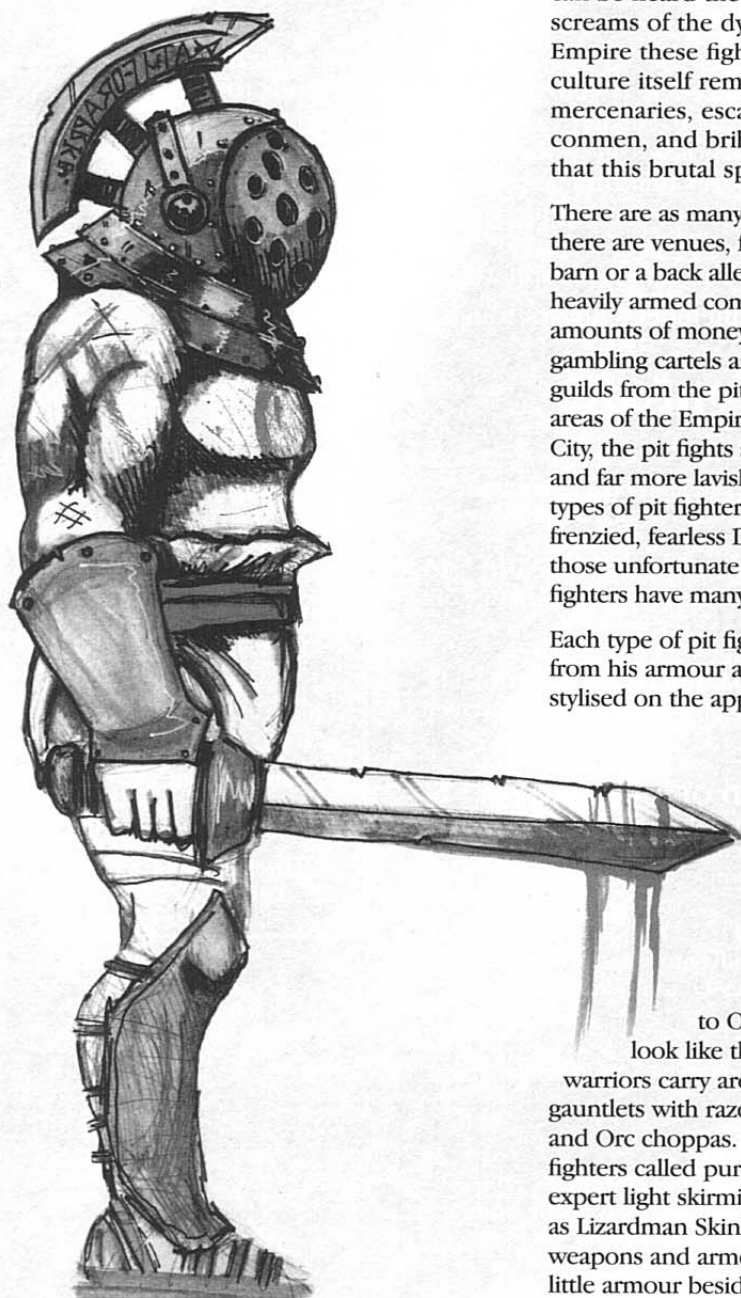 can be heard the
screams of the dy
Empire these figh
culture itself rem
mercenaries, esca
conmen, and bril
that this brutal sp
There are as many
there are venues, f
barn or a back alle
heavily armed com
amounts of money
gambling cartels a
guilds from the pit
areas of the Empir
City, the pit fights
and far more lavish
types of pit fighter
frenzied, fearless D
those unfortunate
fighters have many
Each type of pit fig
from his armour a
stylised on the app
to O
look like th
warriors carry are
gauntlets with razo
and Orc choppas.
fighters called pur
expert light skirmi
as Lizardman Skin
weapons and armo
little armour besid